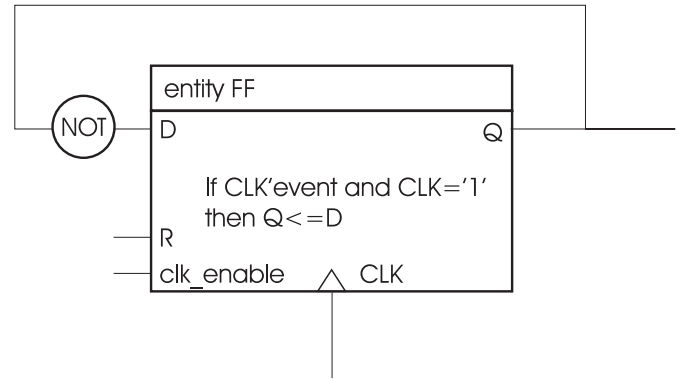 entity FF
NOT
D
Q
If CLK'event and CLK='1'
then Q<=D
R
clk_enable
CLK